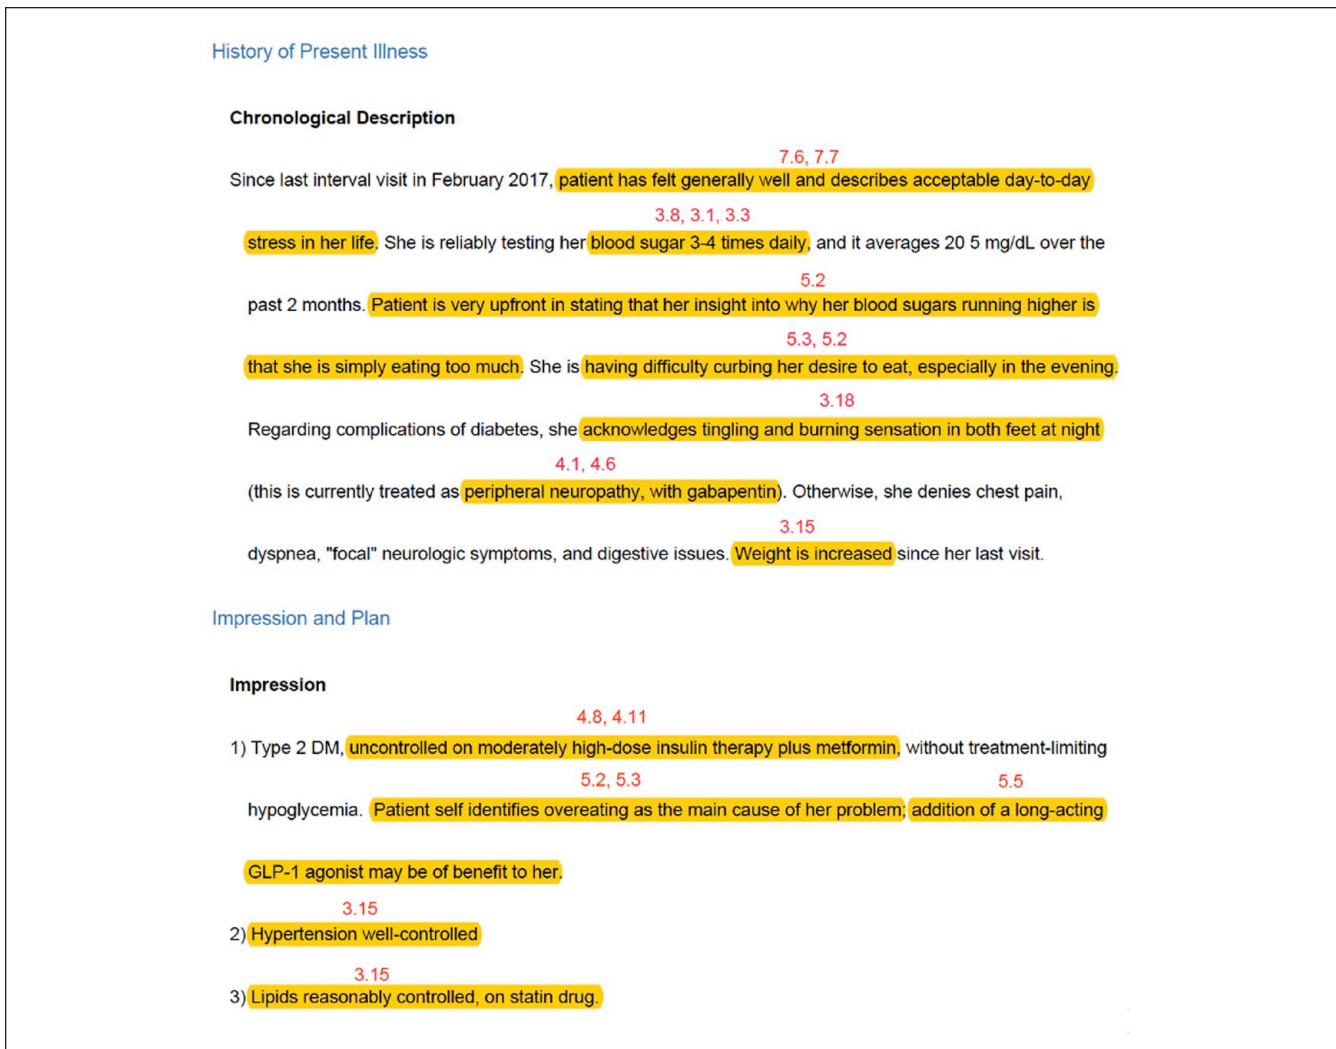 History of Present Illness
Chronological Description
7.6, 7.7
Since last interval visit in February 2017, patient has felt generally well and describes acceptable day-to-day
3.8, 3.1, 3.3
stress in her life. She is reliably testing her blood sugar 3-4 times daily, and it averages 20 5 mg/dL over the
5.2
past 2 months. Patient is very upfront in stating that her insight into why her blood sugars running higher is
5.3, 5.2
that she is simply eating too much. She is having difficulty curbing her desire to eat, especially in the evening.
3.18
Regarding complications of diabetes, she acknowledges tingling and burning sensation in both feet at night
4.1, 4.6
(this is currently treated as peripheral neuropathy, with gabapentin). Otherwise, she denies chest pain,
3.15
dyspnea, "focal" neurologic symptoms, and digestive issues. Weight is increased since her last visit.
Impression and Plan
Impression
4.8, 4.11
1) Type 2 DM, uncontrolled on moderately high-dose insulin therapy plus metformin, without treatment-limiting
5.2, 5.3 5.5
hypoglycemia. Patient self identifies overeating as the main cause of her problem; addition of a long-acting
GLP-1 agonist may be of benefit to her.
3.15
2) Hypertension well-controlled
3.15
3) Lipids reasonably controlled, on statin drug.